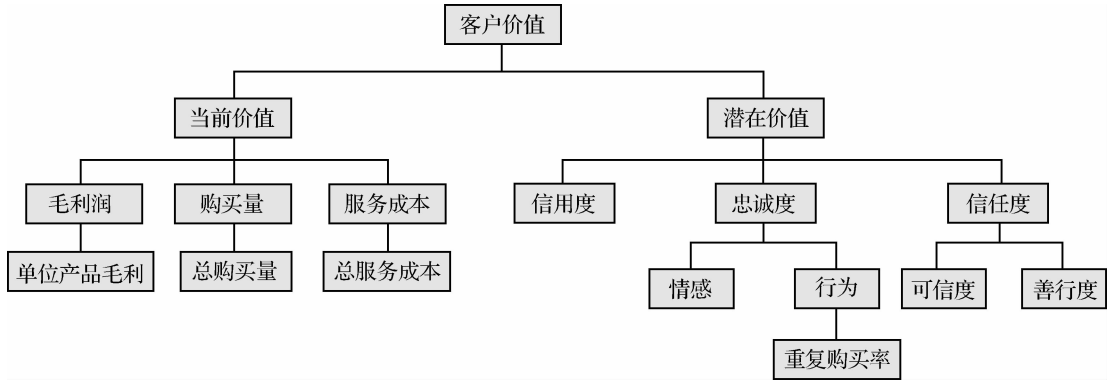 客户价值
当前价值
潜在价值
毛利润
购买量
服务成本
信用度
忠诚度
信任度
单位产品毛利
总购买量
总服务成本
情感
行为
可信度
善行度
重复购买率